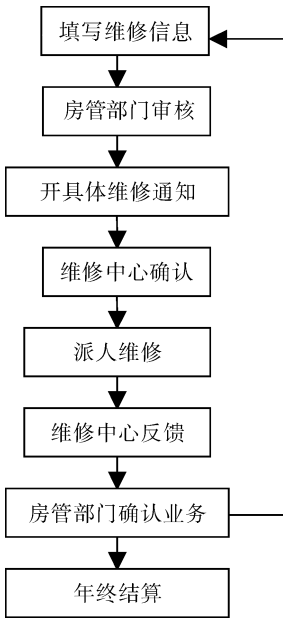 填写维修信息
房管部门审核
开具体维修通知
维修中心确认
派人维修
维修中心反馈
房管部门确认业务
年终结算